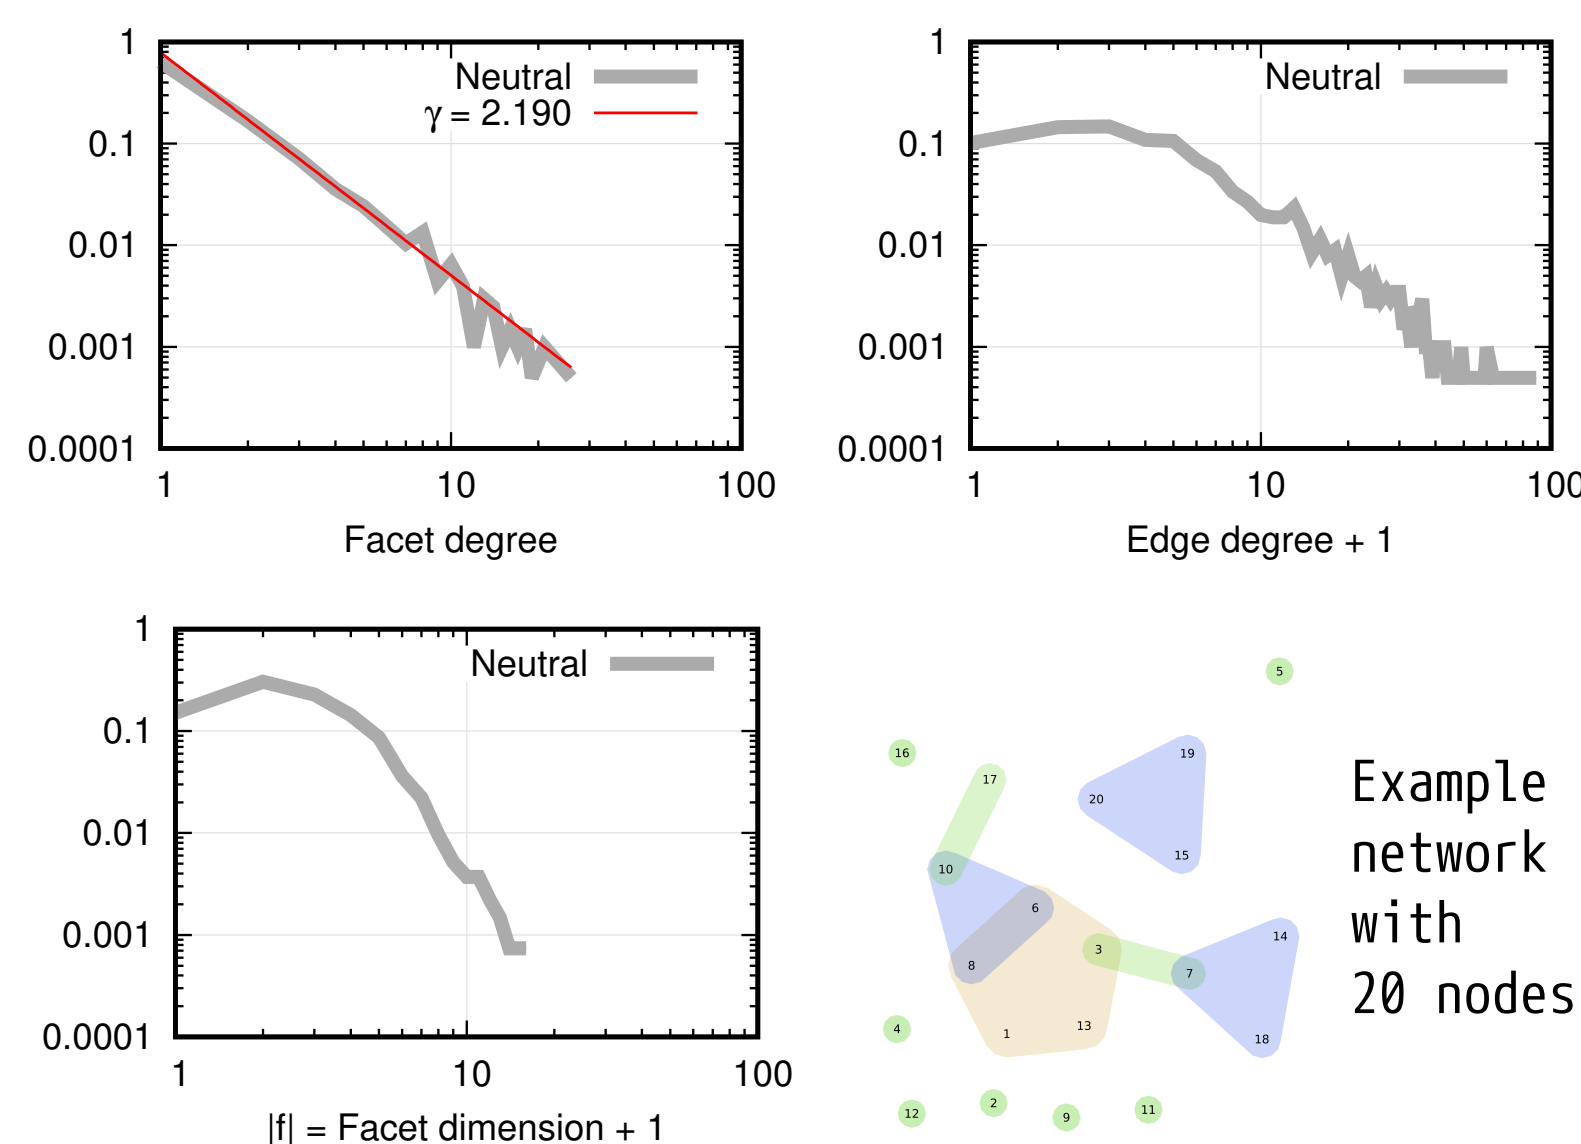 1
0.1
0.01
0.001
0.0001
Neutral
γ = 2.190
1 10 100
Facet degree
1
0.1
0.01
0.001
0.0001
Neutral
1 10 100
Edge degree + 1
1
0.1
0.01
0.001
0.0001
Neutral
1 10 100
|f| = Facet dimension + 1
5
16
19
17
20
15
10
6
14
3
8
7
4
1
13
18
12
2
9
11
Example
network
with
20 nodes